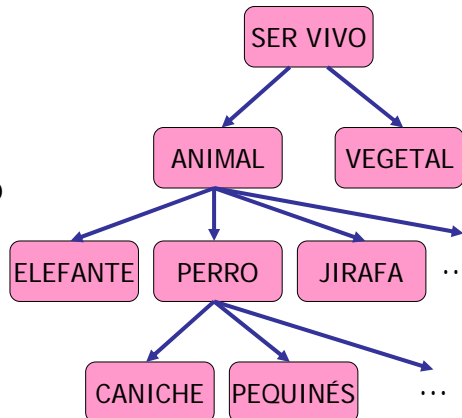 SER VIVO
ANIMAL VEGETAL
ELEFANTE PERRO JIRAFA ...
CANICHE PEQUINÉS ...